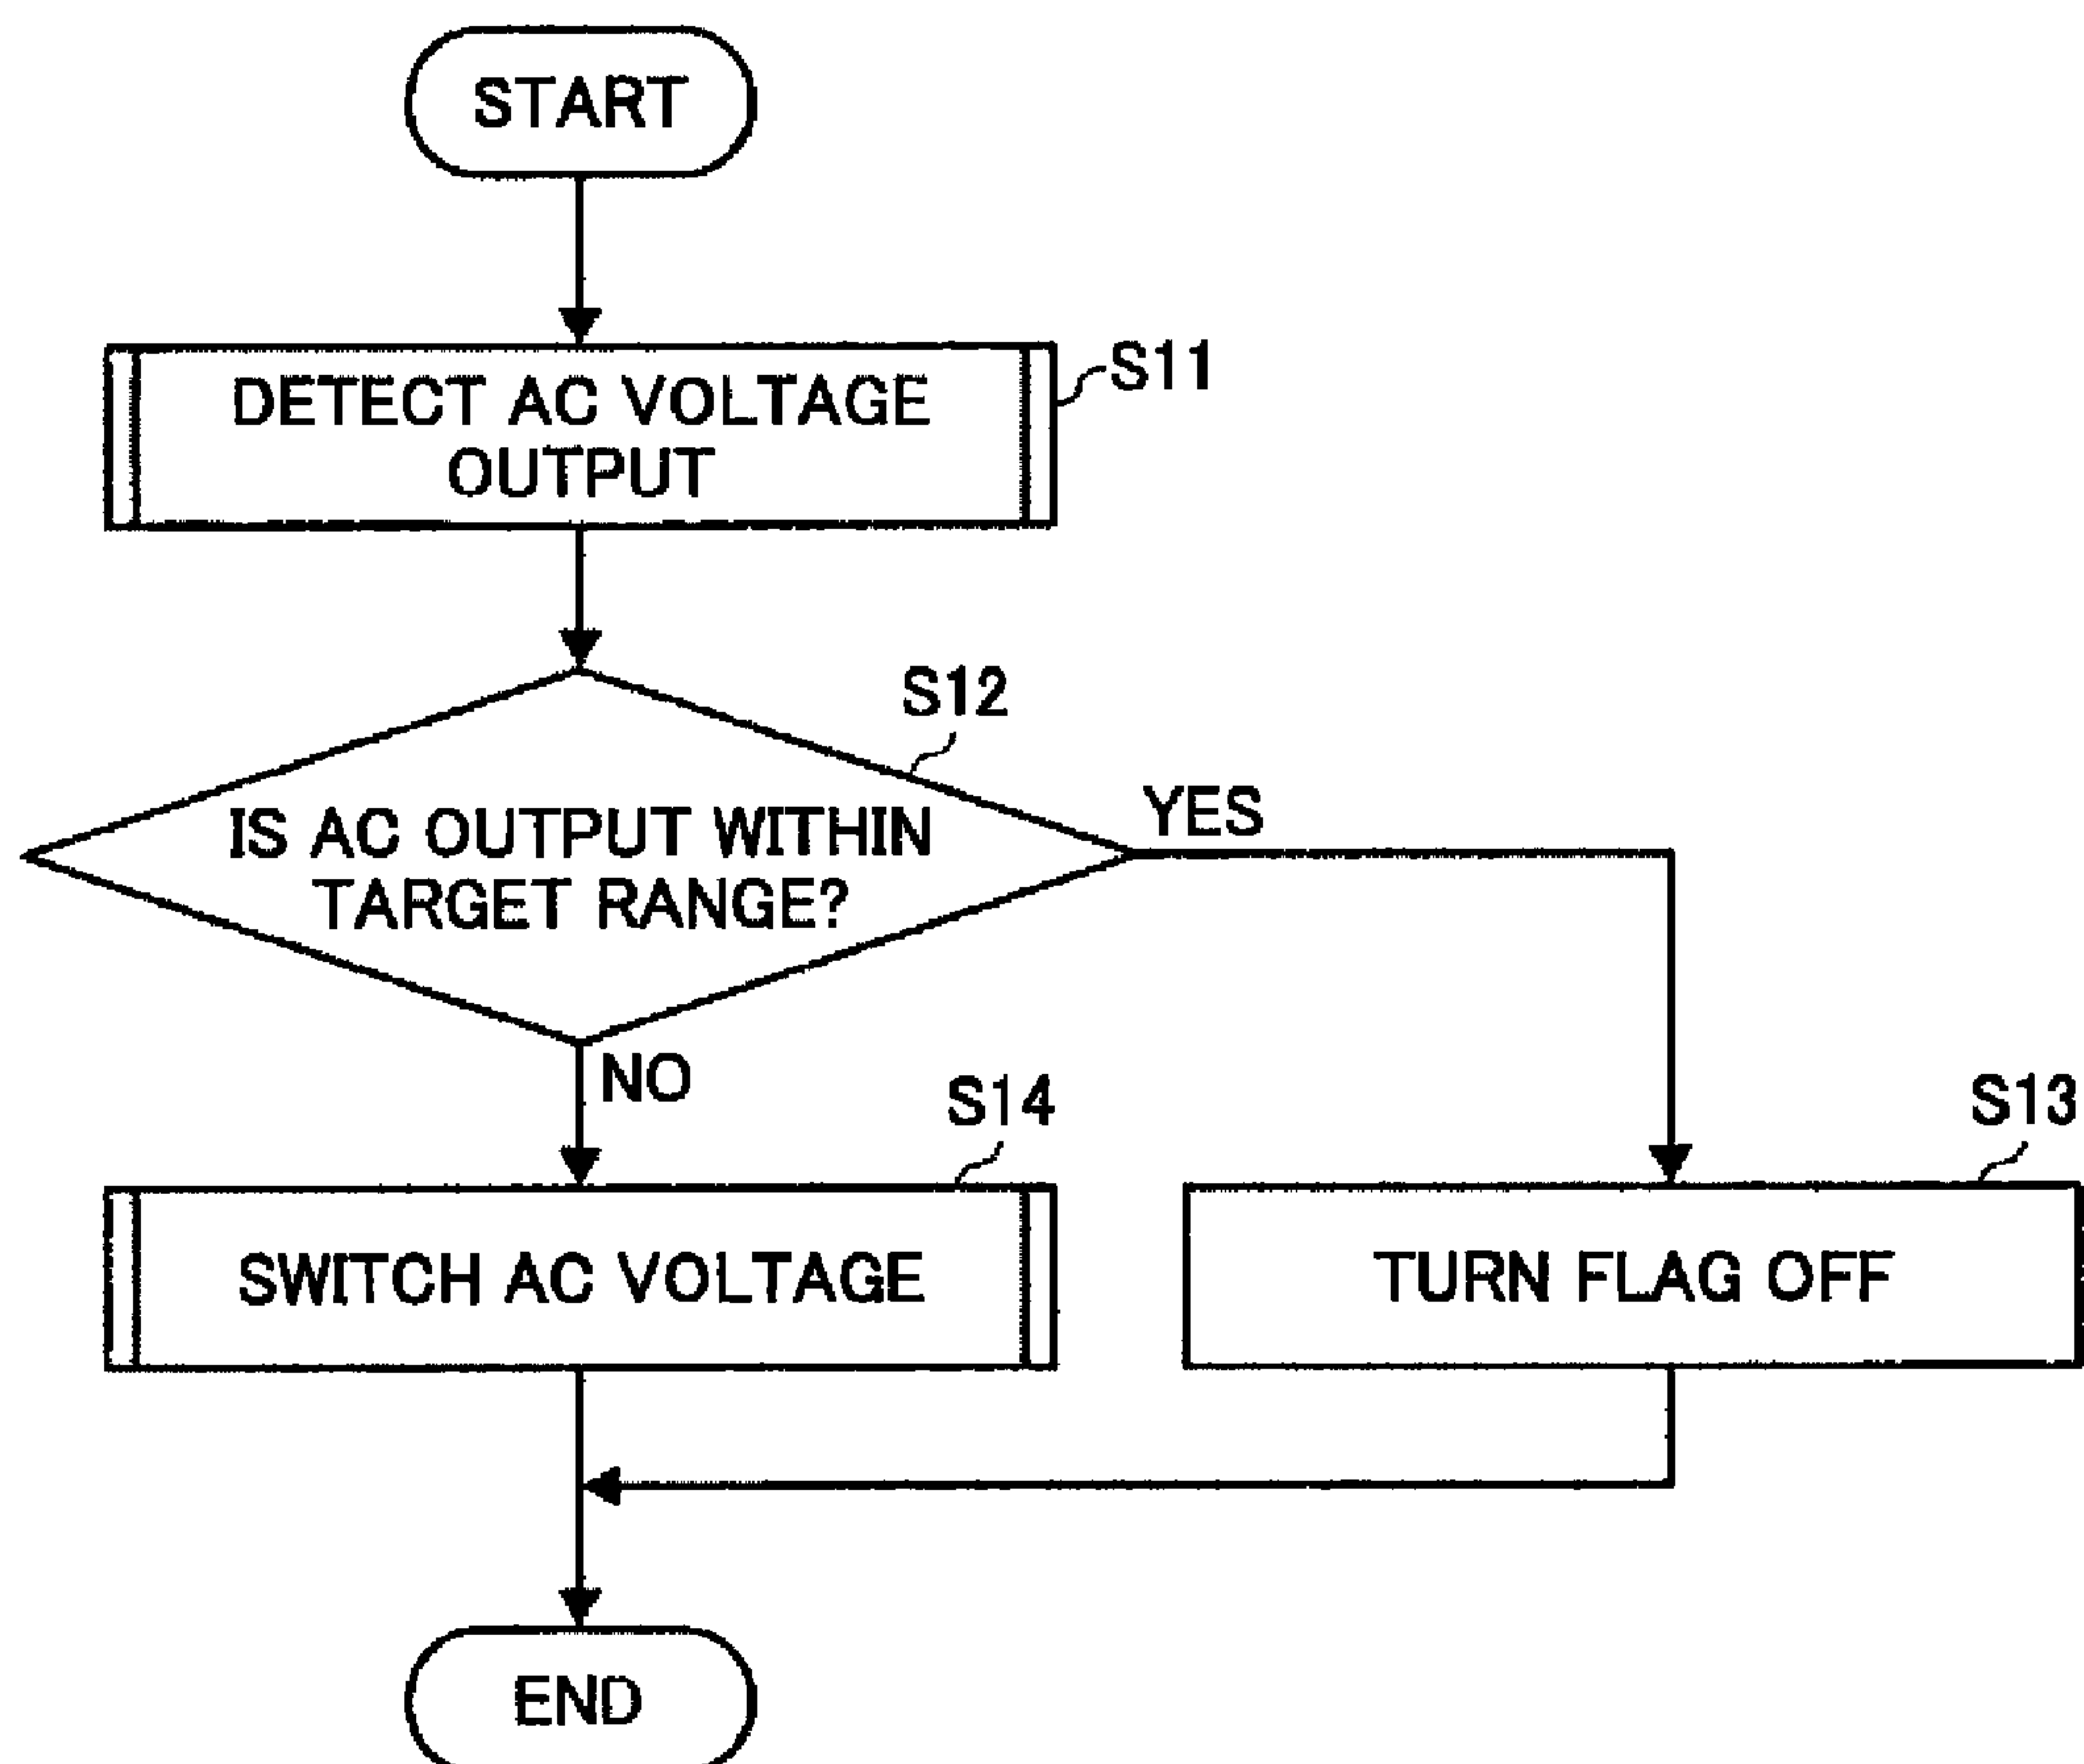 START
DETECT AC VOLTAGE
OUTPUT
S11
S12
IS AC OUTPUT WITHIN
TARGET RANGE?
YES
NO
S14
S13
SWITCH AC VOLTAGE
TURN FLAG OFF
END